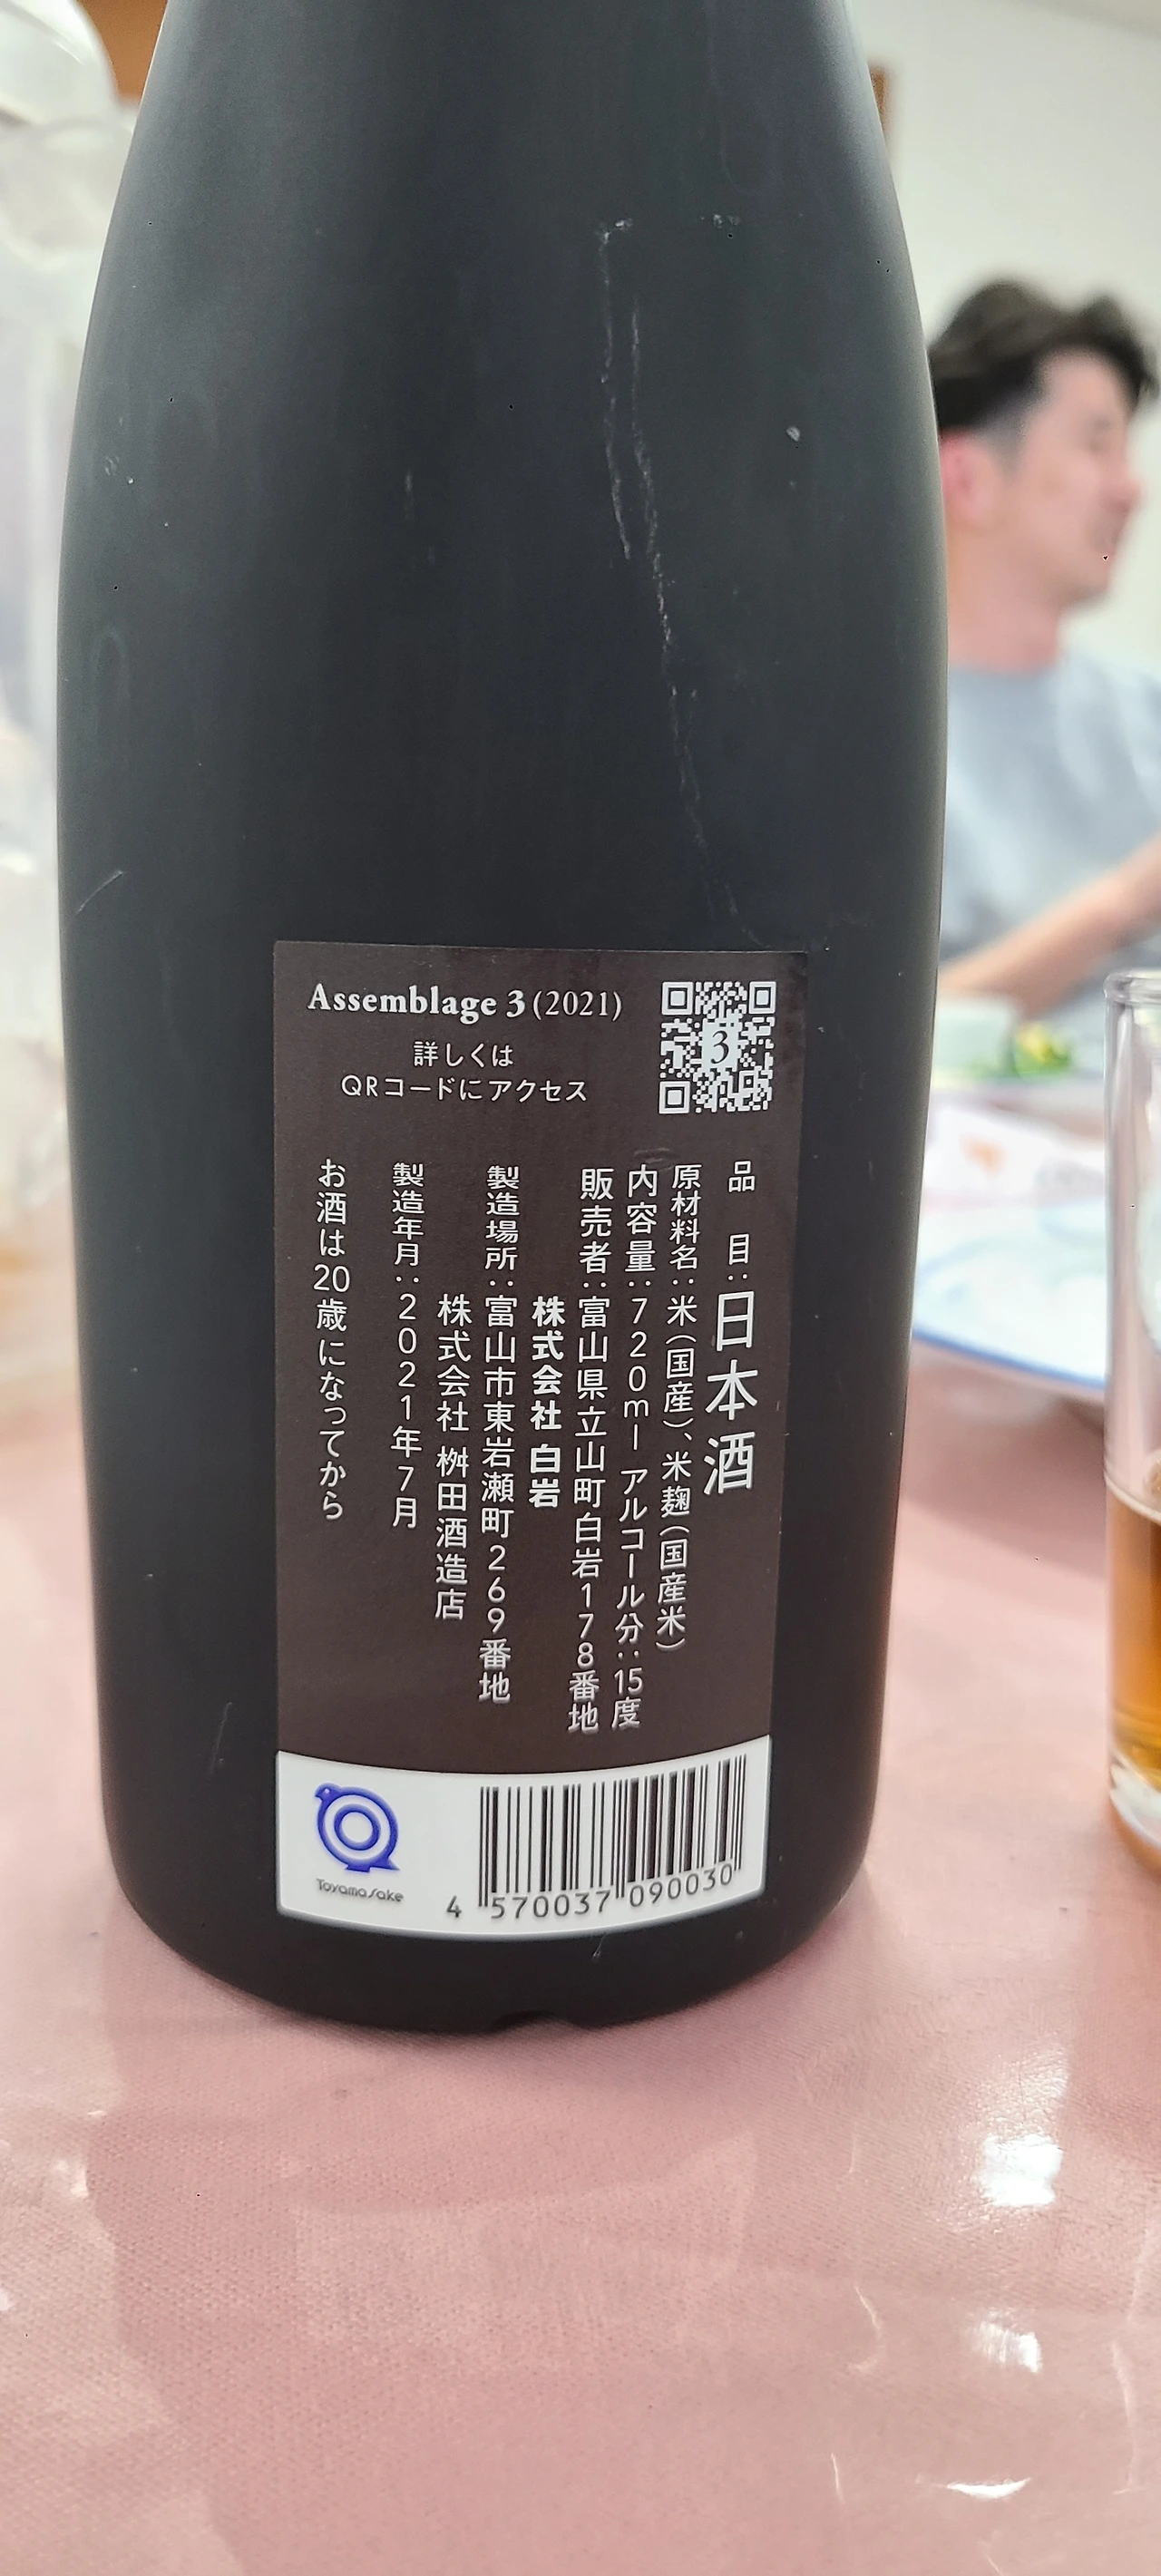 Assemblage 3 (2021)
詳しくは
QRコードにアクセス
3
品 目:日本酒
原材料名:米(国産)、米麹(国産米)
内容量:720ml アルコール分:15度
販売者:富山県立山町白岩178番地
株式会社 白岩
製造場所:富山市東岩瀬町269番地
株式会社 桝田酒造店
製造年月:2021年7月
お酒は20歳になってから
Toyama Sake
4 570037 090030